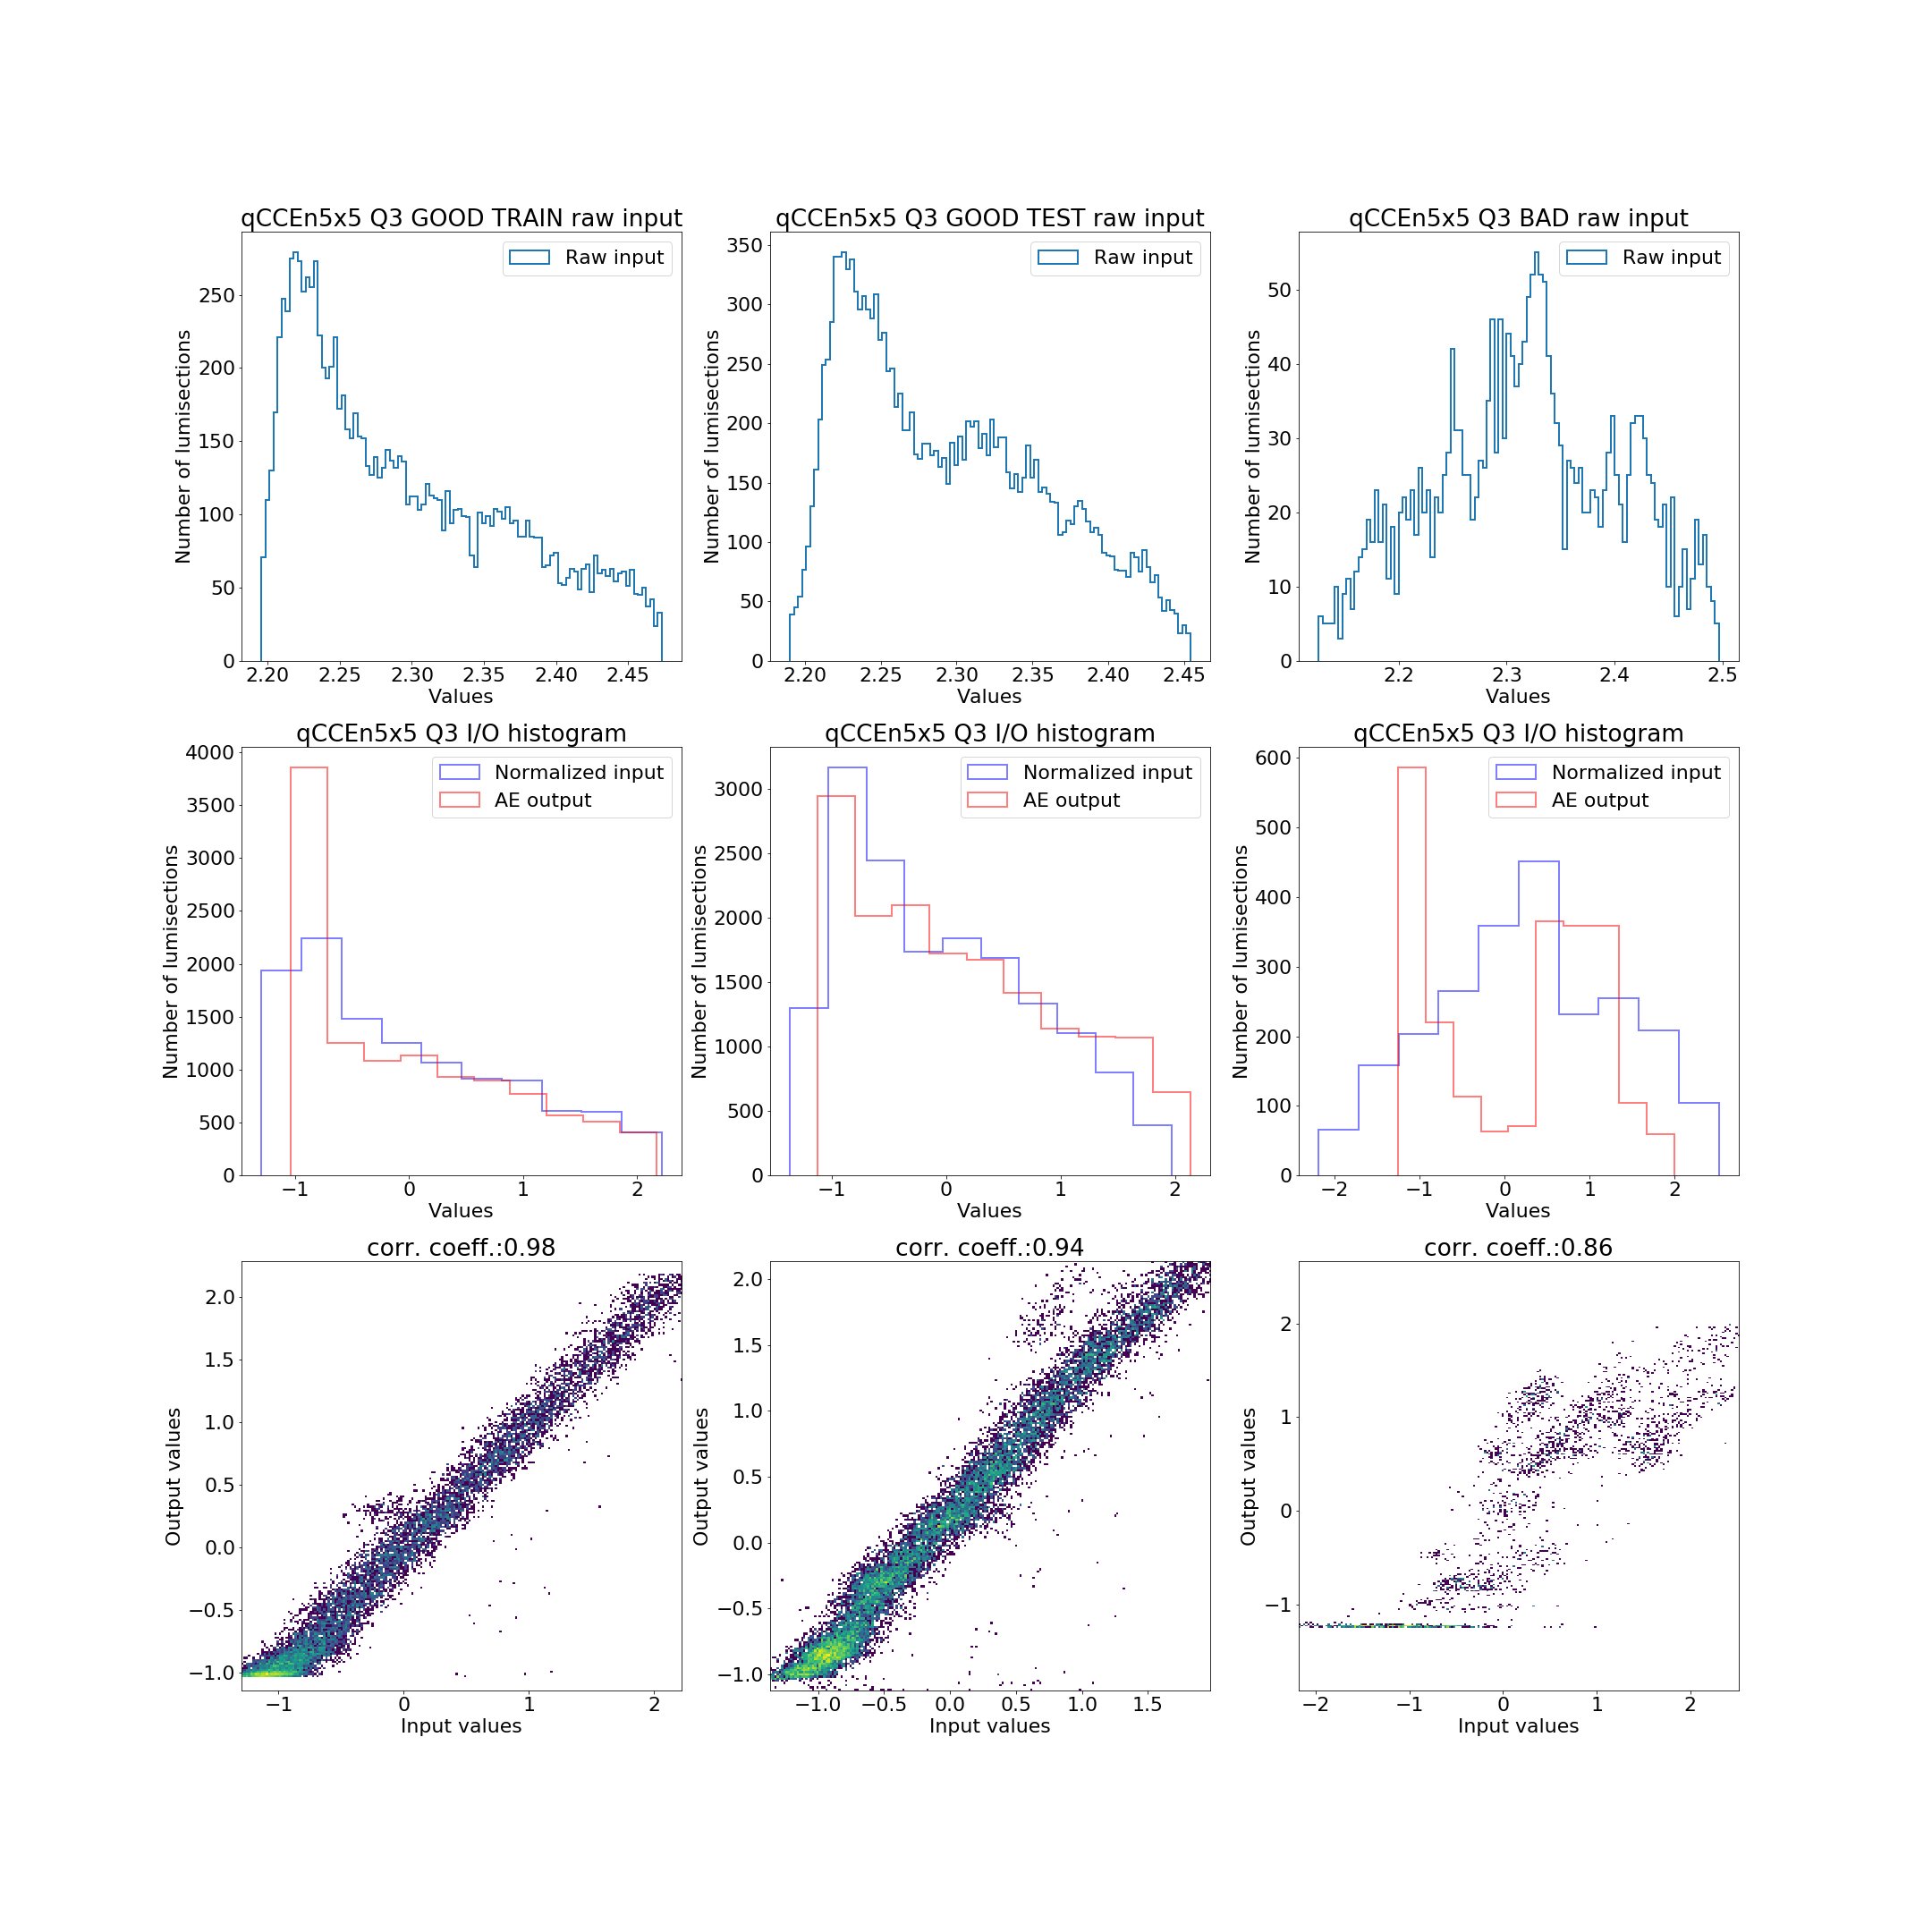 qCCEn5x5 Q3 GOOD TRAIN raw input
Raw input
Number of lumisections
250
200
150
100
50
0
2.20 2.25 2.30 2.35 2.40 2.45
Values
qCCEn5x5 Q3 GOOD TEST raw input
Raw input
Number of lumisections
350
300
250
200
150
100
50
0
2.20 2.25 2.30 2.35 2.40 2.45
Values
qCCEn5x5 Q3 BAD raw input
Raw input
Number of lumisections
50
40
30
20
10
0
2.2 2.3 2.4 2.5
Values
qCCEn5x5 Q3 I/O histogram
Normalized input
AE output
Number of lumisections
4000
3500
3000
2500
2000
1500
1000
500
0
−1 0 1 2
Values
qCCEn5x5 Q3 I/O histogram
Normalized input
AE output
Number of lumisections
3000
2500
2000
1500
1000
500
0
−1 0 1 2
Values
qCCEn5x5 Q3 I/O histogram
Normalized input
AE output
Number of lumisections
600
500
400
300
200
100
0
−2 −1 0 1 2
Values
corr. coeff.:0.98
Output values
2.0
1.5
1.0
0.5
0.0
−0.5
−1.0
−1 0 1 2
Input values
corr. coeff.:0.94
Output values
2.0
1.5
1.0
0.5
0.0
−0.5
−1.0
−1.0 −0.5 0.0 0.5 1.0 1.5
Input values
corr. coeff.:0.86
Output values
2
1
0
−1
−2 −1 0 1 2
Input values